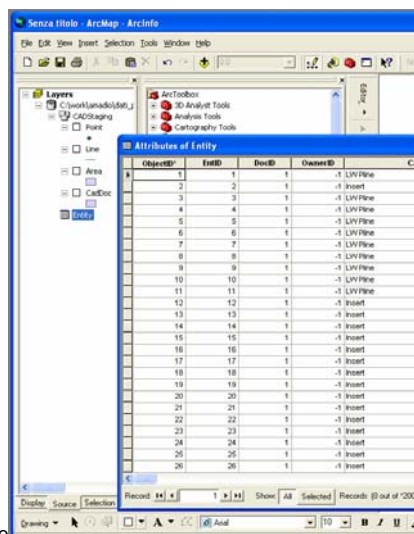 Senza titolo - ArcMap - ArcInfo
File Edit View Insert Selection Tools Window Help
Layers
C:\work\amadio\dati_
CADStaging
Point
Line
Area
CadDoc
Entity
ArcToolbox
3D Analyst Tools
Analysis Tools
Cartography Tools
Editor
Attributes of Entity
ObjectID* EntID DocID OwnerID C
1 1 1 -1 LWPline
2 2 1 -1 Insert
3 3 1 -1 LWPline
4 4 1 -1 LWPline
5 5 1 -1 LWPline
6 6 1 -1 LWPline
7 7 1 -1 LWPline
8 8 1 -1 LWPline
9 9 1 -1 LWPline
10 10 1 -1 LWPline
11 11 1 -1 LWPline
12 12 1 -1 Insert
13 13 1 -1 Insert
14 14 1 -1 Insert
15 15 1 -1 Insert
16 16 1 -1 Insert
17 17 1 -1 Insert
18 18 1 -1 Insert
19 19 1 -1 Insert
20 20 1 -1 Insert
21 21 1 -1 Insert
22 22 1 -1 Insert
23 23 1 -1 Insert
24 24 1 -1 Insert
25 25 1 -1 Insert
26 26 1 -1 Insert
Record: 1 Show: All Selected Records (0 out of *200
Display Source Selection
Drawing A Arial 10 B I U